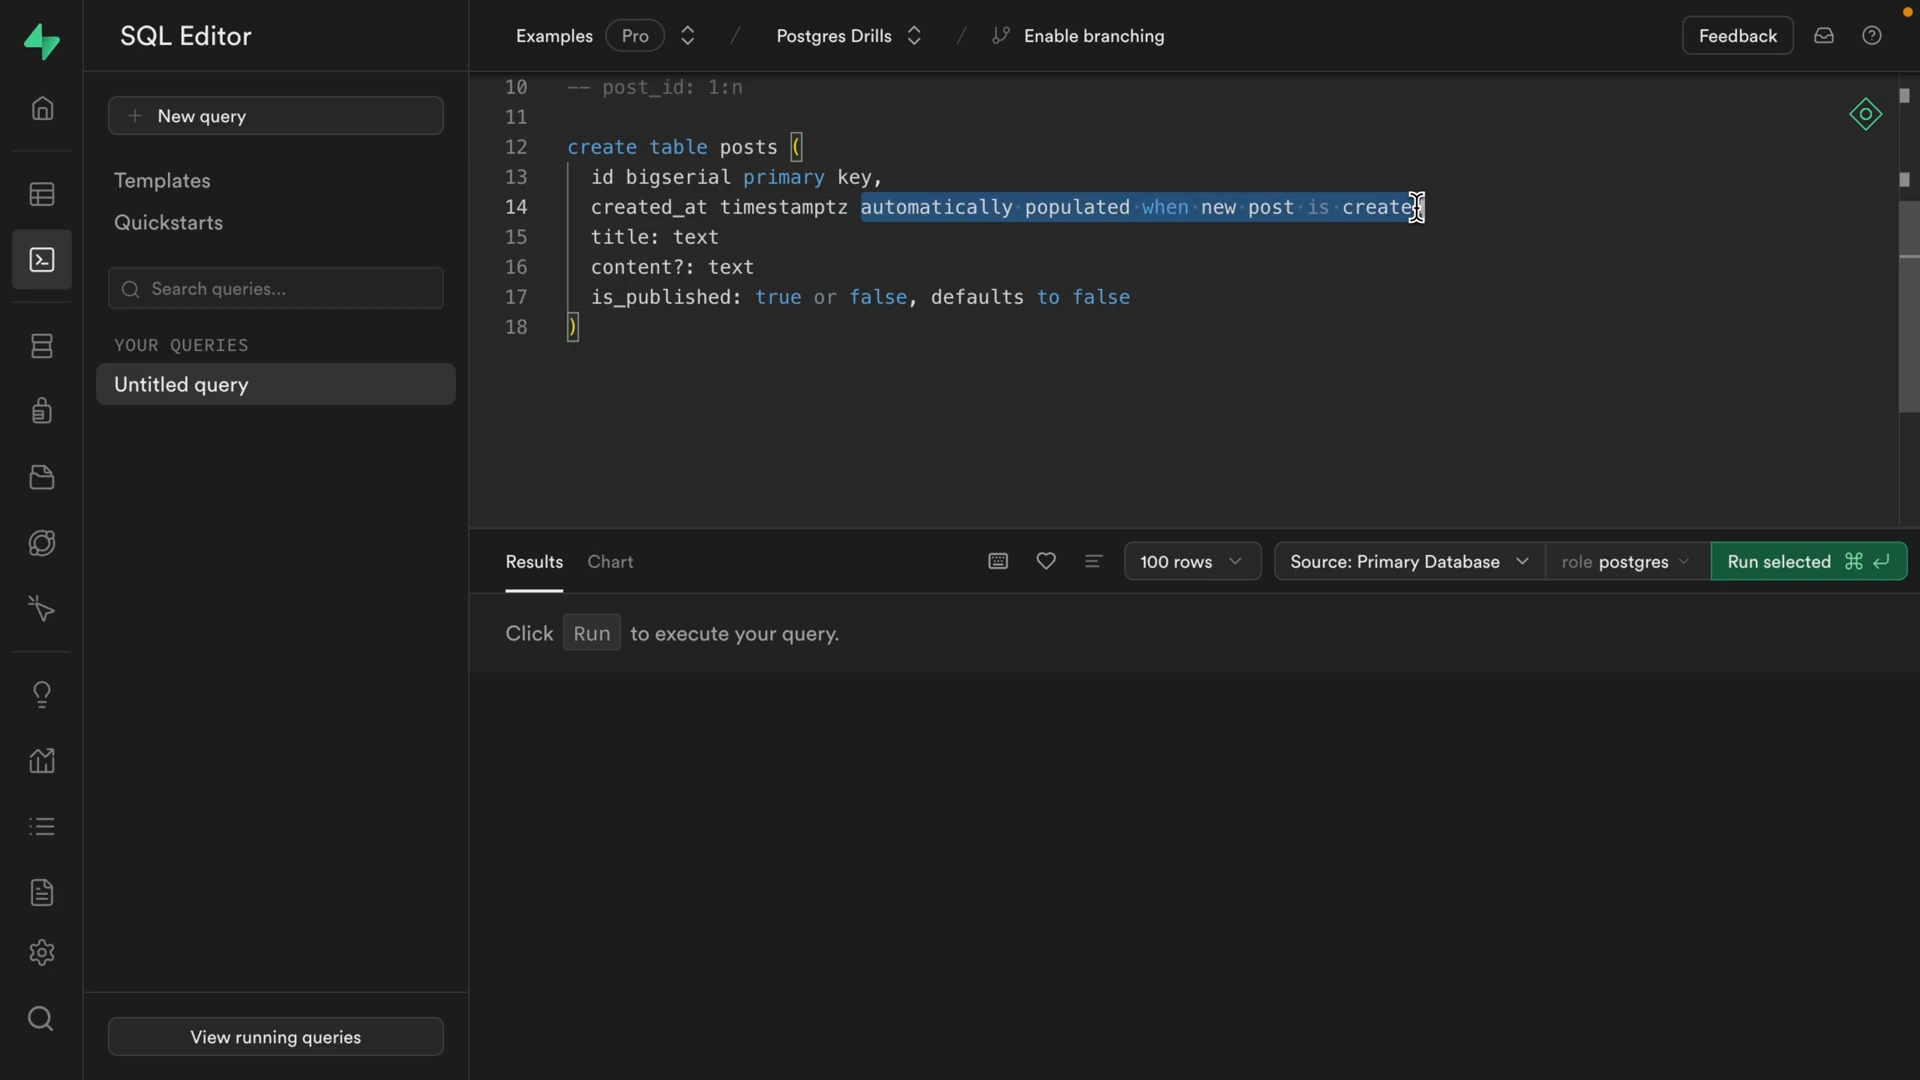 SQL Editor
Examples Pro / Postgres Drills / Enable branching
Feedback
New query
Templates
Quickstarts
Search queries...
YOUR QUERIES
Untitled query
View running queries
10 -- post_id: 1:n
11
12 create table posts (
13 id bigserial primary key,
14 created_at timestamptz automatically populated when new post is create
15 title: text
16 content?: text
17 is_published: true or false, defaults to false
18 )
Results Chart
100 rows
Source: Primary Database
role postgres
Run selected ⌘ ↵
Click Run to execute your query.